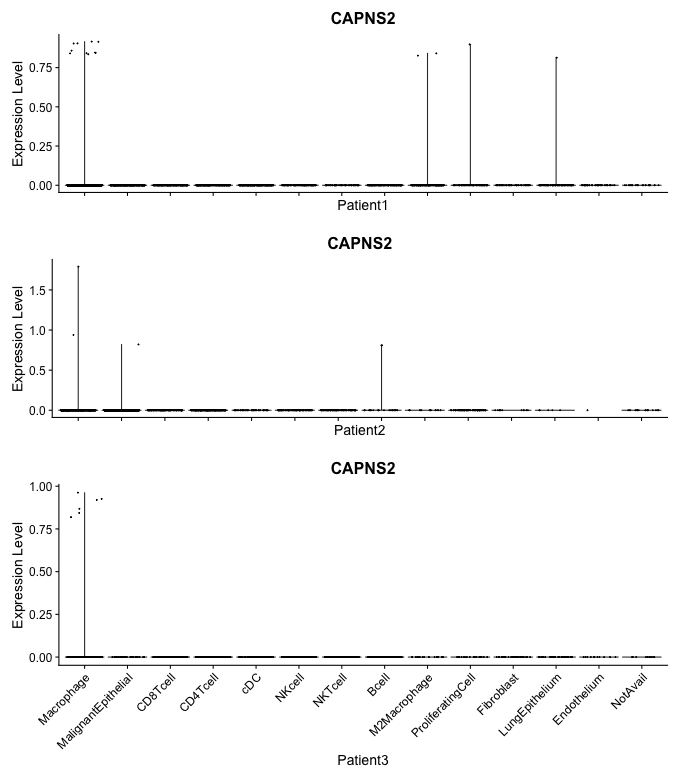 CAPNS2
Expression Level
0.75
0.50
0.25
0.00
Patient1
CAPNS2
Expression Level
1.5
1.0
0.5
0.0
Patient2
CAPNS2
Expression Level
1.00
0.75
0.50
0.25
0.00
Macrophage
MalignantEpithelial
CD8Tcell
CD4Tcell
cDC
NKcell
NKTcell
Bcell
M2Macrophage
ProliferatingCell
Fibroblast
LungEpithelium
Endothelium
NotAvail
Patient3